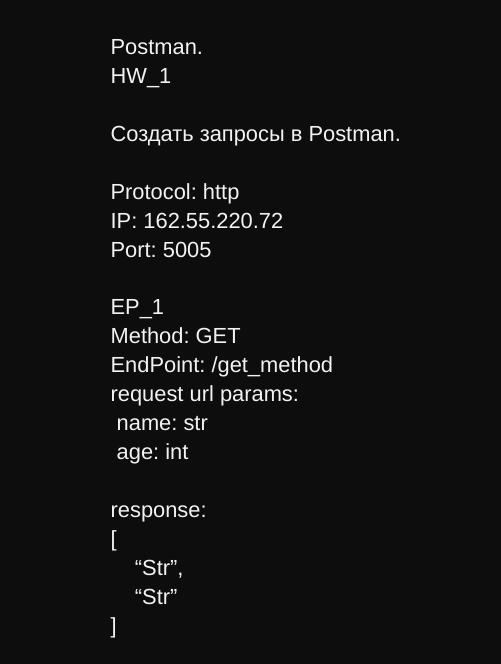 Postman.
HW_1
Создать запросы в Postman.
Protocol: http
IP: 162.55.220.72
Port: 5005
EP_1
Method: GET
EndPoint: /get_method
request url params:
name: str
age: int
response:
[
“Str”,
“Str”
]